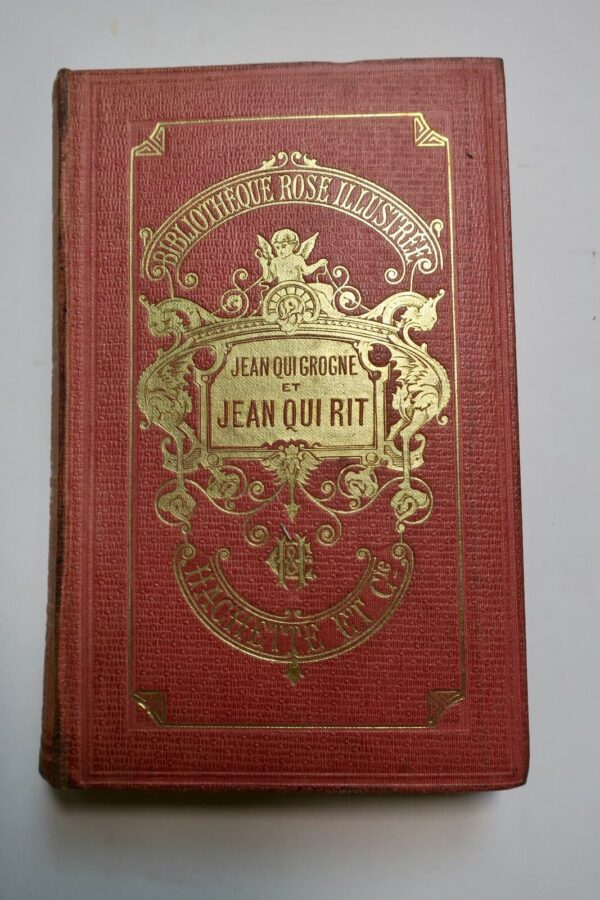 BIBLIOTHÈQUE ROSE ILLUSTRÉE
JEAN QUI GROGNE
ET
JEAN QUI RIT
HACHETTE ET Cie